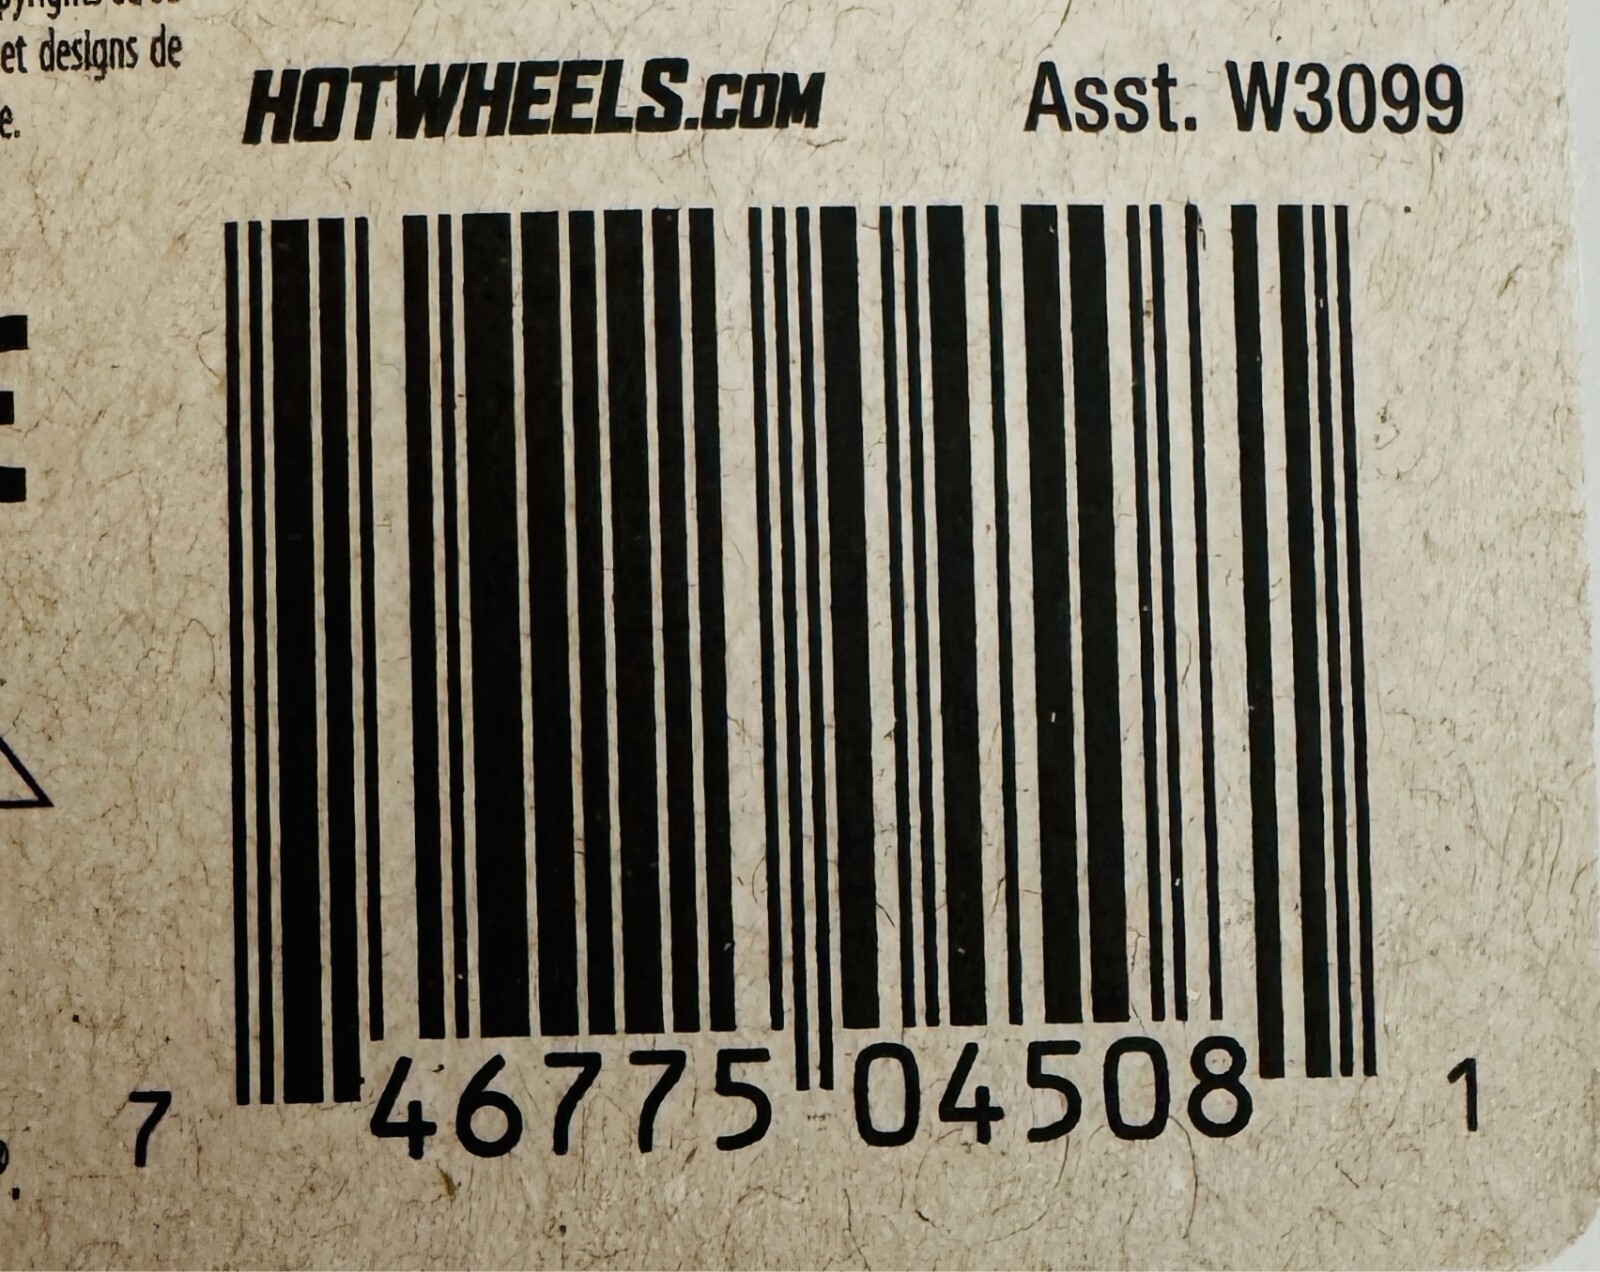 et designs de
e.
HOTWHEELS.COM
Asst. W3099
7 46775 04508 1